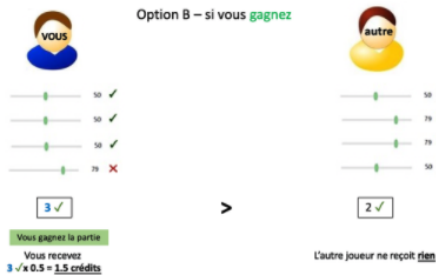 Option B – si vous gagnez
vous
autre
50 ✓
50 ✓
50 ✓
79 ✗
50
79
79
50
3 ✓
>
2 ✓
Vous gagnez la partie
Vous recevez
3 ✓x 0.5 = 1.5 crédits
L'autre joueur ne reçoit rien